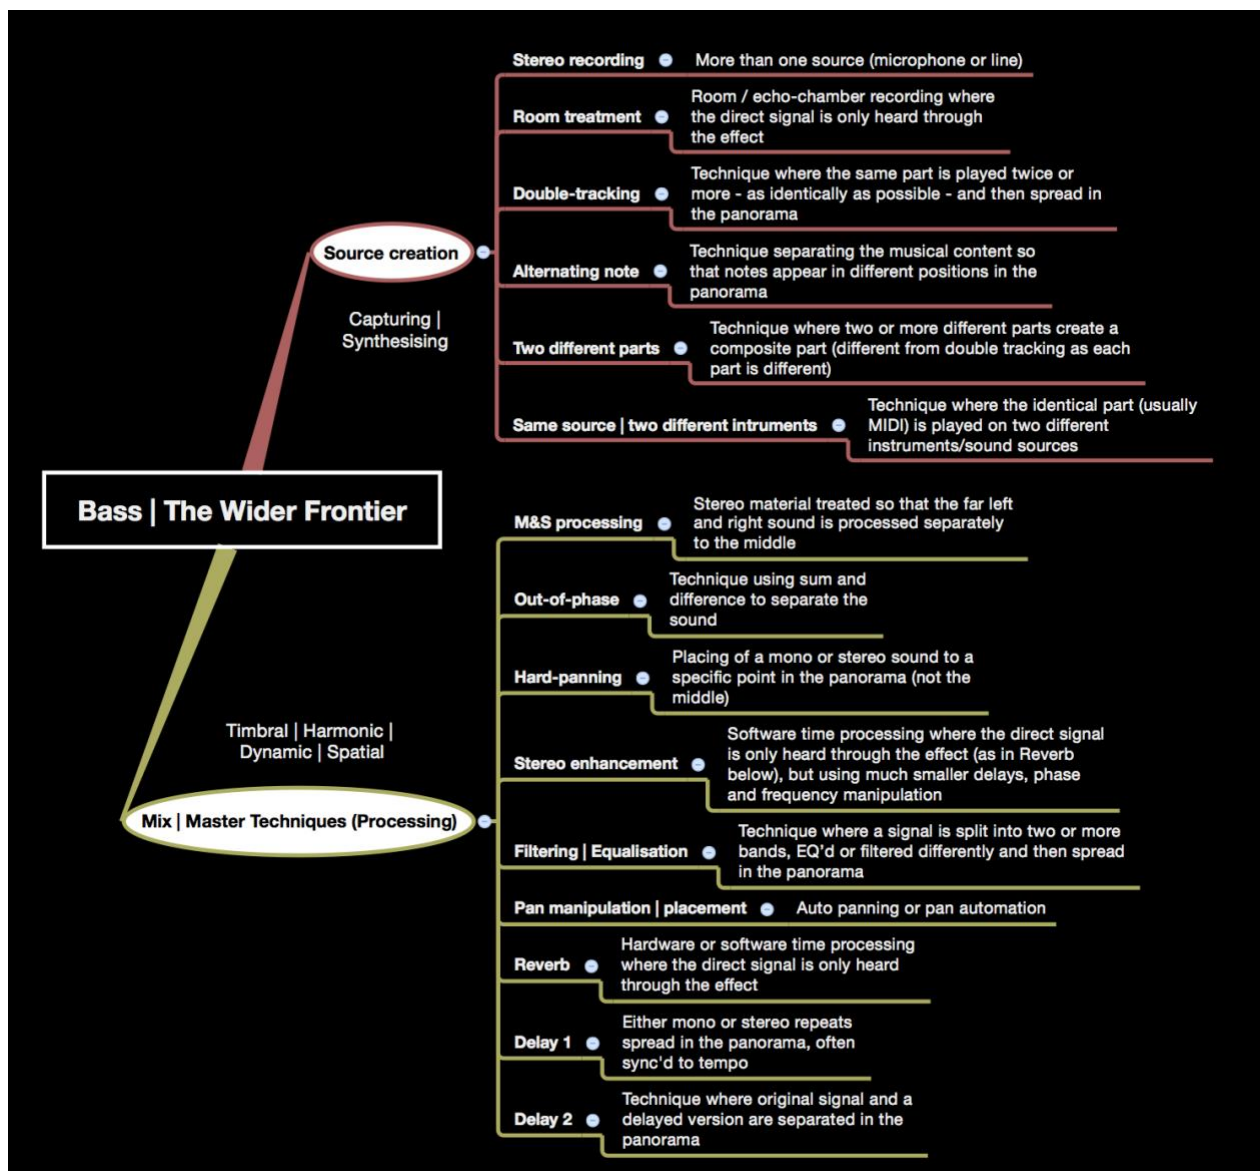 Bass | The Wider Frontier
Source creation
Capturing |
Synthesising
Stereo recording
More than one source (microphone or line)
Room treatment
Room / echo-chamber recording where
the direct signal is only heard through
the effect
Double-tracking
Technique where the same part is played twice or
more - as identically as possible - and then spread in
the panorama
Alternating note
Technique separating the musical content so
that notes appear in different positions in the
panorama
Two different parts
Technique where two or more different parts create a
composite part (different from double tracking as each
part is different)
Same source | two different intruments
Technique where the identical part (usually
MIDI) is played on two different
instruments/sound sources
Timbral | Harmonic |
Dynamic | Spatial
Mix | Master Techniques (Processing)
M&S processing
Stereo material treated so that the far left
and right sound is processed separately
to the middle
Out-of-phase
Technique using sum and
difference to separate the
sound
Hard-panning
Placing of a mono or stereo sound to a
specific point in the panorama (not the
middle)
Stereo enhancement
Software time processing where the direct signal
is only heard through the effect (as in Reverb
below), but using much smaller delays, phase
and frequency manipulation
Filtering | Equalisation
Technique where a signal is split into two or more
bands, EQ'd or filtered differently and then spread
in the panorama
Pan manipulation | placement
Auto panning or pan automation
Reverb
Hardware or software time processing
where the direct signal is only heard
through the effect
Delay 1
Either mono or stereo repeats
spread in the panorama, often
sync'd to tempo
Delay 2
Technique where original signal and a
delayed version are separated in the
panorama